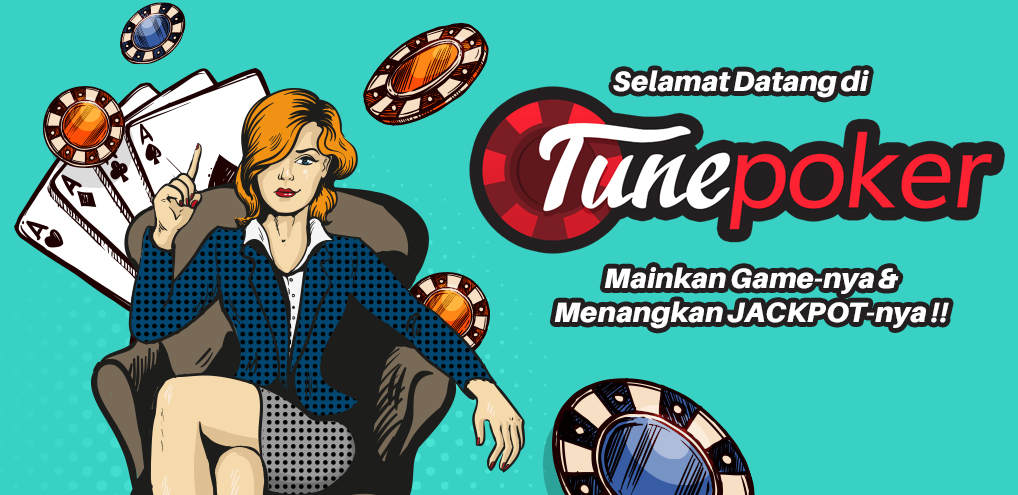 Selamat Datang di
Tunepoker
Mainkan Game-nya &
Menangkan JACKPOT-nya !!
A
A
A